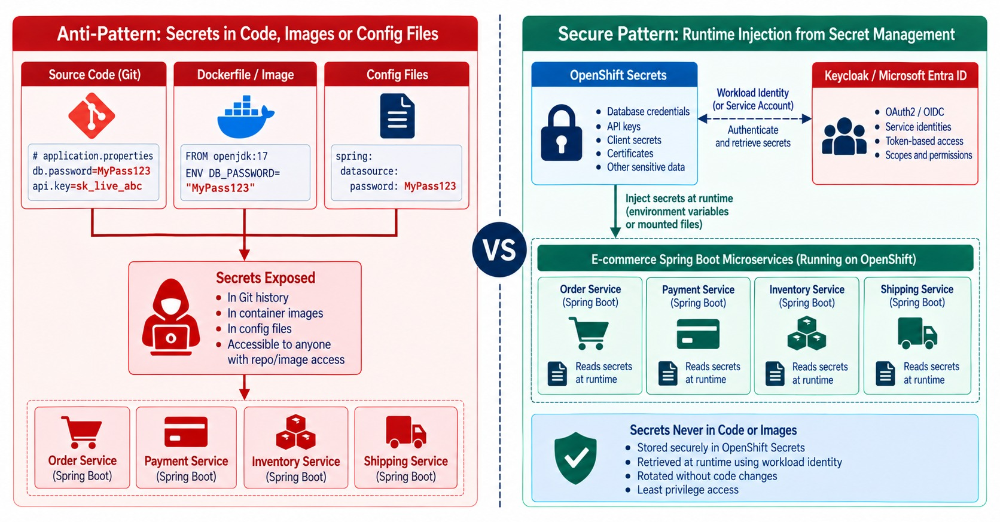 Anti-Pattern: Secrets in Code, Images or Config Files
Source Code (Git)
# application.properties
db.password=MyPass123
api.key=sk_live_abc
Dockerfile / Image
FROM openjdk:17
ENV DB_PASSWORD=
"MyPass123"
Config Files
spring:
datasource:
password: MyPass123
Secrets Exposed
In Git history
In container images
In config files
Accessible to anyone
with repo/image access
Order Service
(Spring Boot)
Payment Service
(Spring Boot)
Inventory Service
(Spring Boot)
Shipping Service
(Spring Boot)
VS
Secure Pattern: Runtime Injection from Secret Management
OpenShift Secrets
Database credentials
API keys
Client secrets
Certificates
Other sensitive data
Workload Identity
(or Service Account)
Authenticate
and retrieve secrets
Keycloak / Microsoft Entra ID
OAuth2 / OIDC
Service identities
Token-based access
Scopes and permissions
Inject secrets at runtime
(environment variables
or mounted files)
E-commerce Spring Boot Microservices (Running on OpenShift)
Order Service
(Spring Boot)
Reads secrets
at runtime
Payment Service
(Spring Boot)
Reads secrets
at runtime
Inventory Service
(Spring Boot)
Reads secrets
at runtime
Shipping Service
(Spring Boot)
Reads secrets
at runtime
Secrets Never in Code or Images
Stored securely in OpenShift Secrets
Retrieved at runtime using workload identity
Rotated without code changes
Least privilege access